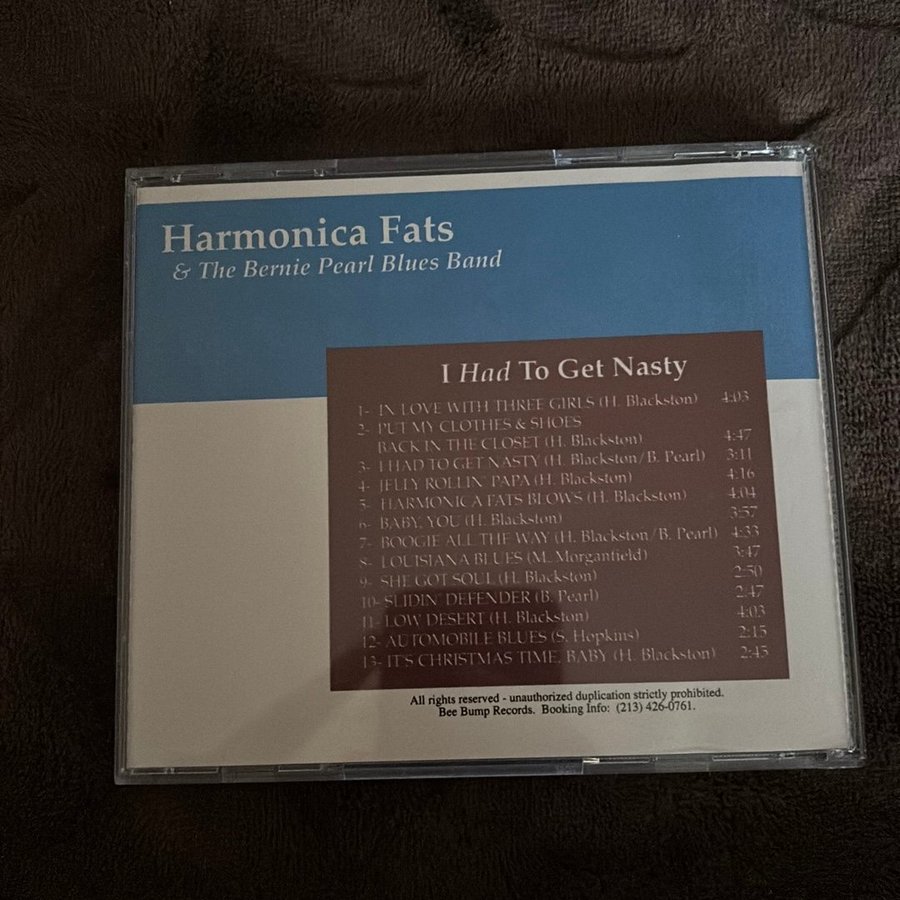 Harmonica Fats
& The Bernie Pearl Blues Band
I Had To Get Nasty
1- IN LOVE WITH THREE GIRLS (H. Blackston) 4:03
2- PUT MY CLOTHES & SHOES
BACK IN THE CLOSET (H. Blackston) 4:47
3- I HAD TO GET NASTY (H. Blackston/B. Pearl) 3:11
4- JELLY ROLLIN' PAPA (H. Blackston) 4:16
5- HARMONICA FATS BLOWS (H. Blackston) 4:04
6- BABY, YOU (H. Blackston) 3:57
7- BOOGIE ALL THE WAY (H. Blackston/B. Pearl) 4:33
8- LOUISIANA BLUES (M. Morganfield) 3:47
9- SHE GOT SOUL (H. Blackston) 2:50
10- SLIDIN' DEFENDER (B. Pearl) 2:47
11- LOW DESERT (H. Blackston) 4:03
12- AUTOMOBILE BLUES (S. Hopkins) 2:15
13- IT'S CHRISTMAS TIME, BABY (H. Blackston) 2:45
All rights reserved - unauthorized duplication strictly prohibited.
Bee Bump Records. Booking Info: (213) 426-0761.